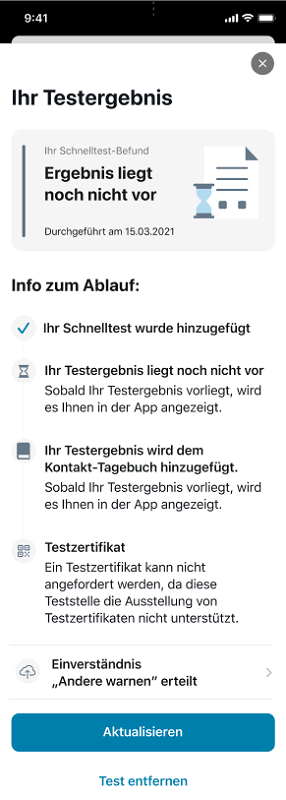 9:41
Ihr Testergebnis
Ihr Schnelltest-Befund
Ergebnis liegt
noch nicht vor
Durchgeführt am 15.03.2021
Info zum Ablauf:
Ihr Schnelltest wurde hinzugefügt
Ihr Testergebnis liegt noch nicht vor
Sobald Ihr Testergebnis vorliegt, wird
es Ihnen in der App angezeigt.
Ihr Testergebnis wird dem
Kontakt-Tagebuch hinzugefügt.
Sobald Ihr Testergebnis vorliegt, wird
es Ihnen in der App angezeigt.
Testzertifikat
Ein Testzertifikat kann nicht
angefordert werden, da diese
Teststelle die Ausstellung von
Testzertifikaten nicht unterstützt.
Einverständnis
„Andere warnen“ erteilt
Aktualisieren
Test entfernen